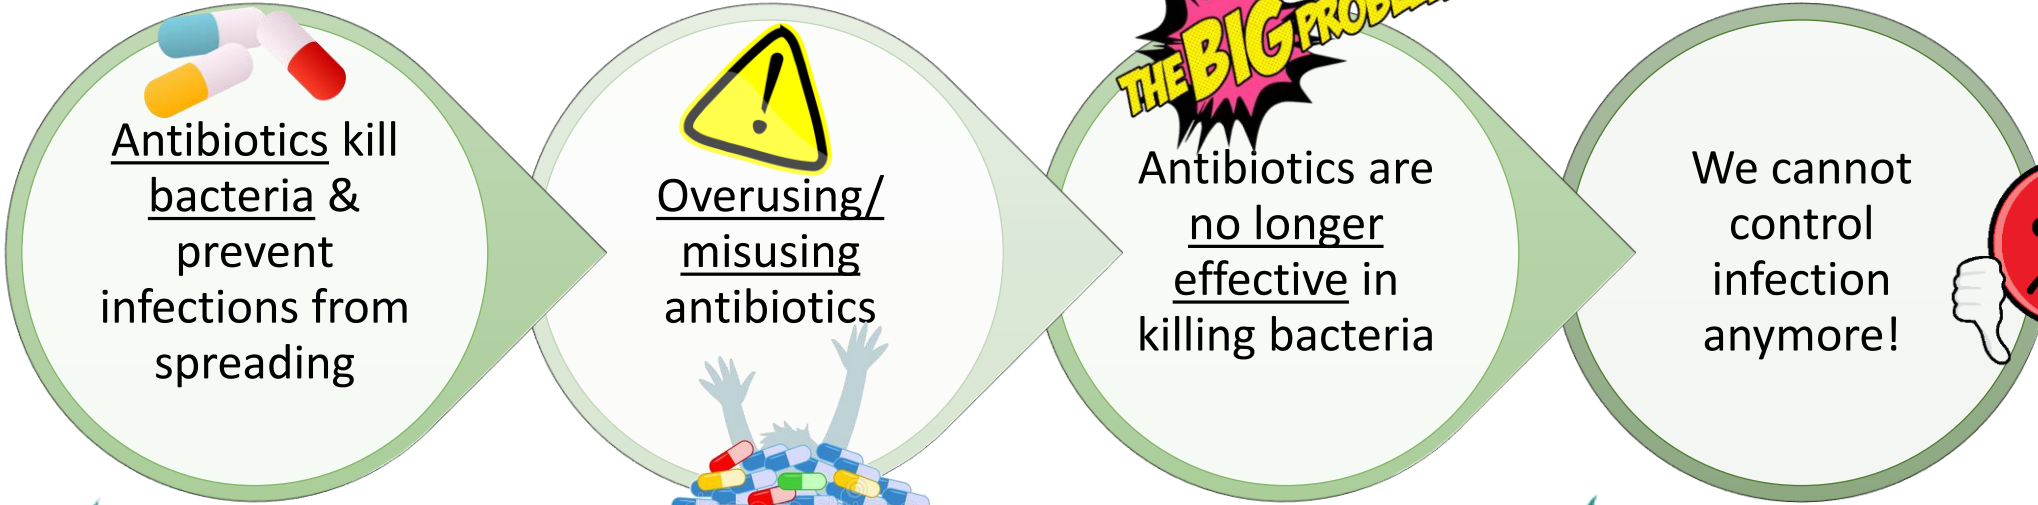 Antibiotics kill
bacteria &
prevent
infections from
spreading
Overusing/
misusing
antibiotics
THE BIG PROBLEM
Antibiotics are
no longer
effective in
killing bacteria
We cannot
control
infection
anymore!